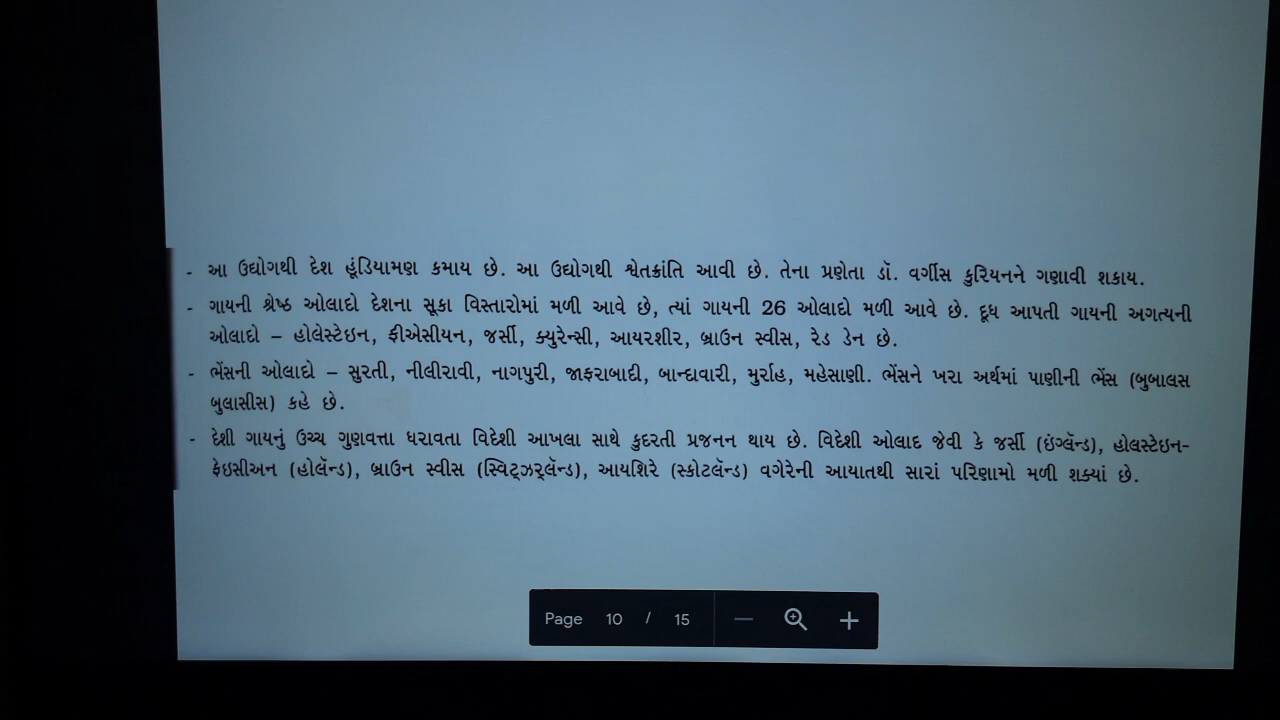 - આ ઉદ્યોગથી દેશ હૂંડિયામણ કમાય છે. આ ઉદ્યોગથી શ્વેતક્રાંતિ આવી છે. તેના પ્રણેતા ડૉ. વર્ગીસ કુરિયનને ગણાવી શકાય.
- ગાયની શ્રેષ્ઠ ઓલાદો દેશના સૂકા વિસ્તારોમાં મળી આવે છે, ત્યાં ગાયની 26 ઓલાદો મળી આવે છે. દૂધ આપતી ગાયની અગત્યની
ઓલાદો – હોલેસ્ટેઇન, ફ્રીએસીયન, જર્સી, ક્યુરેન્સી, આયરશીર, બ્રાઉન સ્વીસ, રેડ ડેન છે.
- ભેંસની ઓલાદો – સુરતી, નીલીરાવી, નાગપુરી, જાફરાબાદી, બાન્દાવારી, મુર્રાહ, મહેસાણી. ભેંસને ખરા અર્થમાં પાણીની ભેંસ (બુબાલસ
બુલાસીસ) કહે છે.
- દેશી ગાયનું ઉચ્ચ ગુણવત્તા ધરાવતા વિદેશી આખલા સાથે કુદરતી પ્રજનન થાય છે. વિદેશી ઓલાદ જેવી કે જર્સી (ઇંગ્લૅન્ડ), હોલસ્ટેઇન-
ફ્રેઇસીઅન (હોલૅન્ડ), બ્રાઉન સ્વીસ (સ્વિટ્ઝર્લૅન્ડ), આયશિરે (સ્કોટલૅન્ડ) વગેરેની આયાતથી સારાં પરિણામો મળી શક્યાં છે.
Page 10 / 15